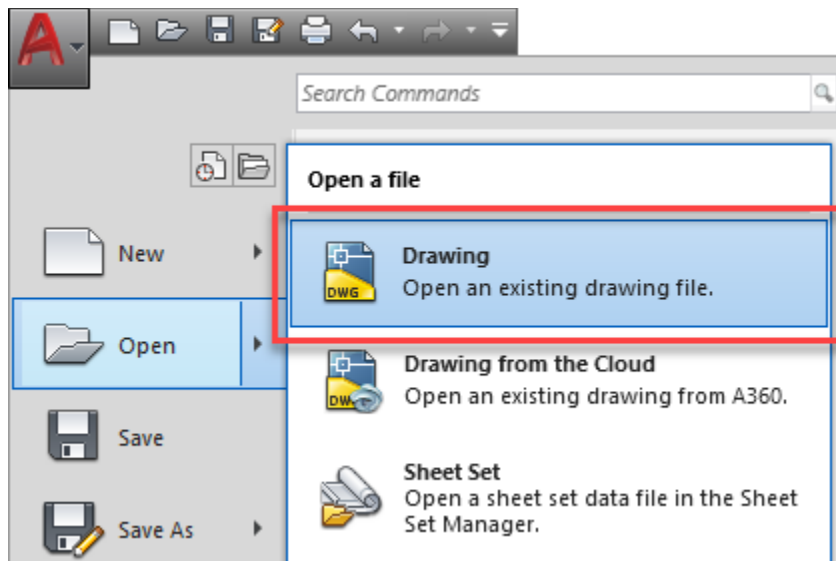 Search Commands
Open a file
New
Drawing
DWG
Open an existing drawing file.
Open
Drawing from the Cloud
Open an existing drawing from A360.
Save
Sheet Set
Open a sheet set data file in the Sheet
Set Manager.
Save As